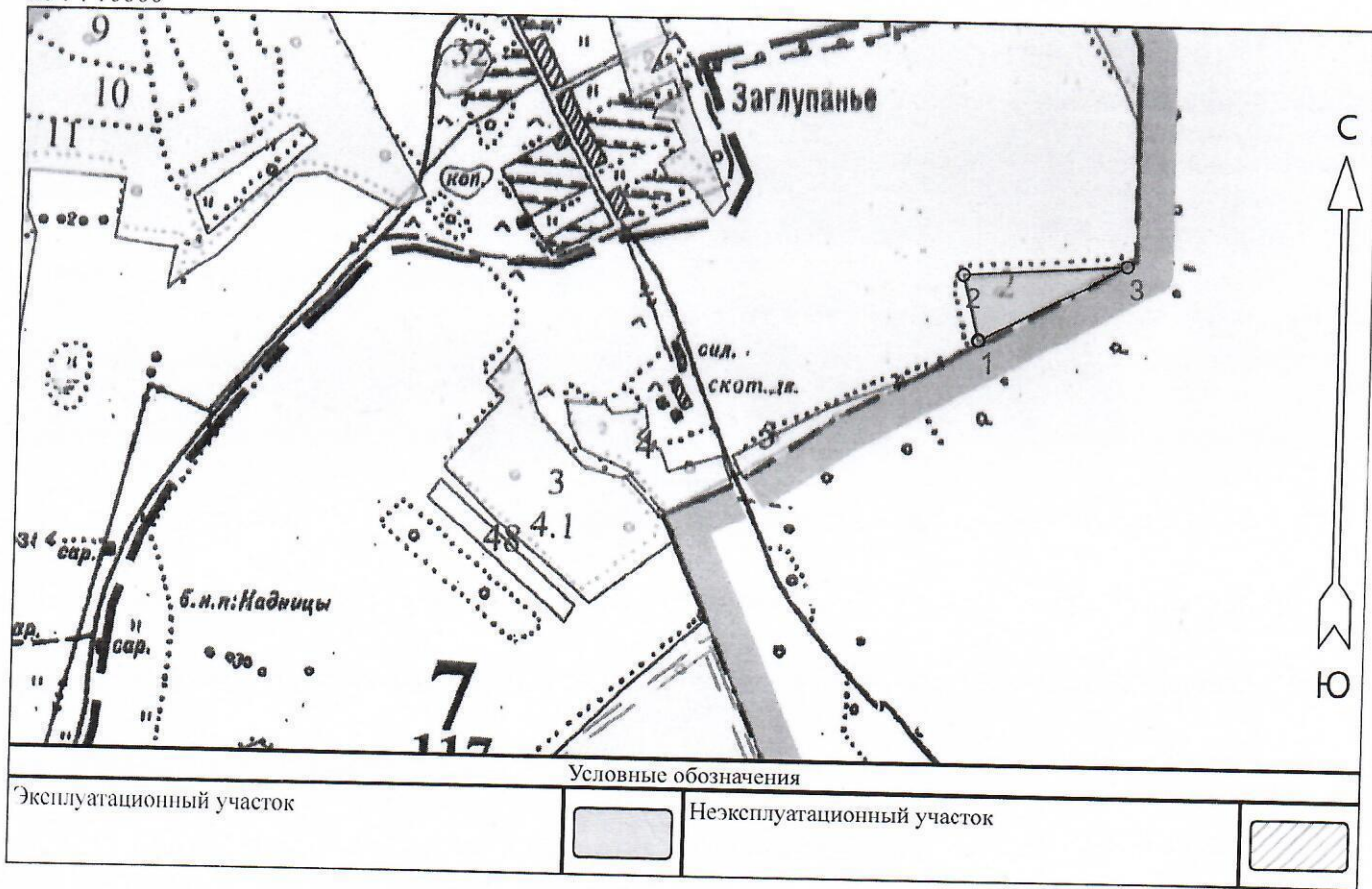 9
32
10
Заглупанье
11
С
коп.
2
2
2
3
1
сил.
скот. дв.
4
3
3
4.1
48
сар.
б.н.п: Надницы
сар.
7
117
Ю
Условные обозначения
Эксплуатационный участок
Неэксплуатационный участок